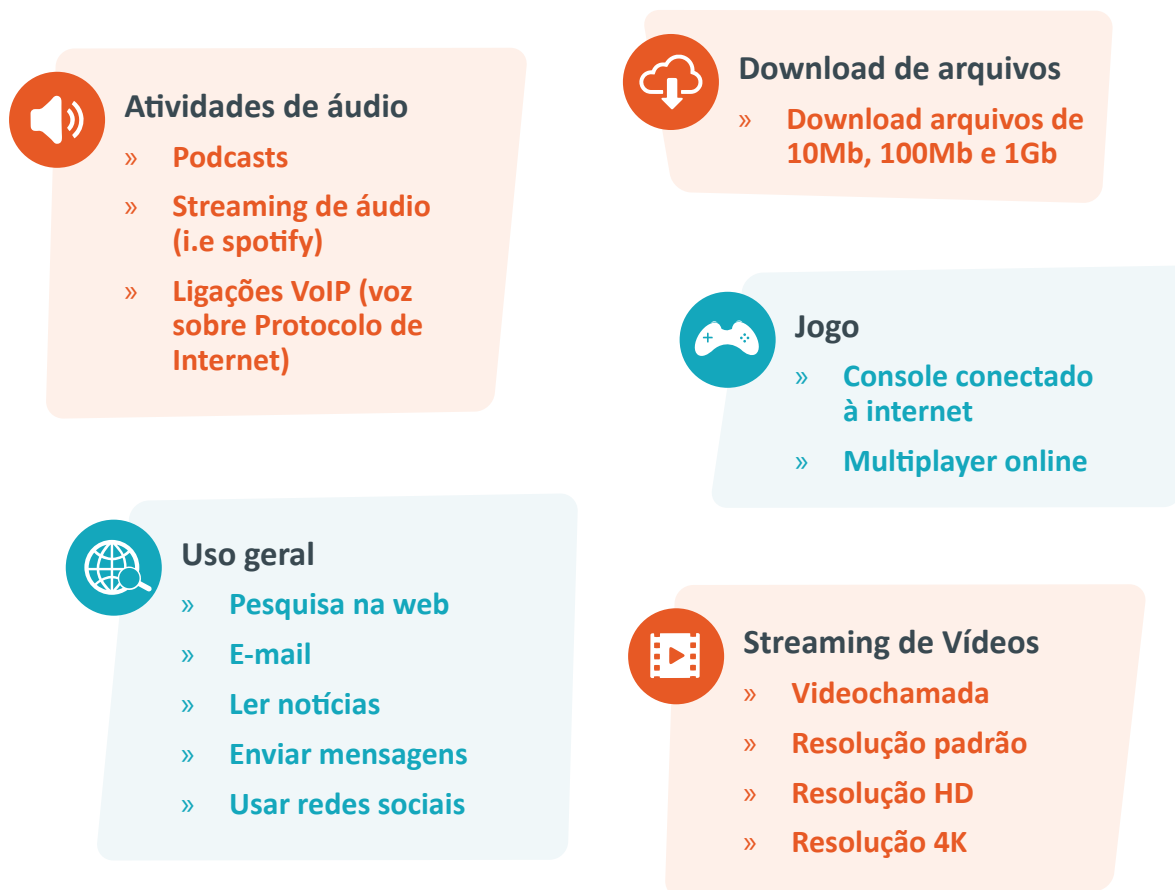 Atividades de áudio
» Podcasts
» Streaming de áudio
(i.e spotify)
» Ligações VoIP (voz
sobre Protocolo de
Internet)
Download de arquivos
» Download arquivos de
10Mb, 100Mb e 1Gb
Jogo
» Console conectado
à internet
» Multiplayer online
Uso geral
» Pesquisa na web
» E-mail
» Ler notícias
» Enviar mensagens
» Usar redes sociais
Streaming de Vídeos
» Videochamada
» Resolução padrão
» Resolução HD
» Resolução 4K